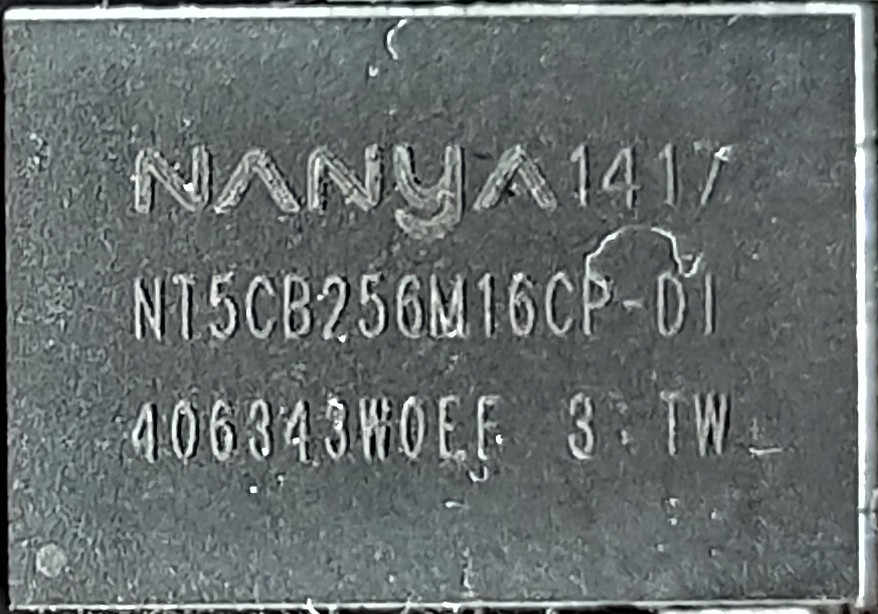 NANYA 1417
NT5CB256M16CP-DI
406343W0EF 3 TW